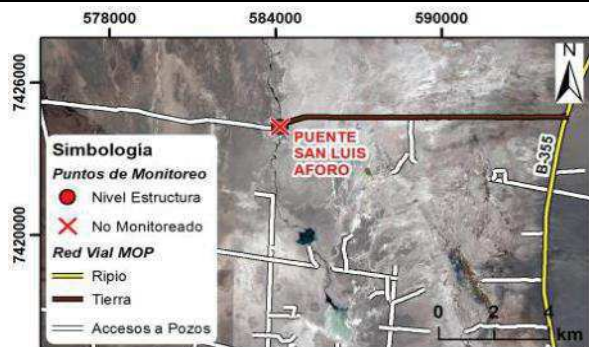 578000 584000 590000
7426000
7420000
N
PUENTE
SAN LUIS
AFORO
B-355
Simbología
Puntos de Monitoreo
Nivel Estructura
No Monitoreado
Red Vial MOP
Ripio
Tierra
Accesos a Pozos
0 2 4
km